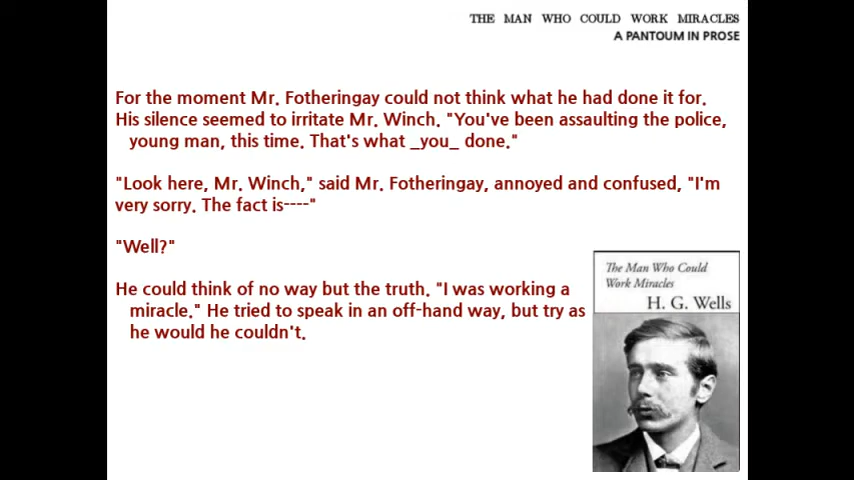 THE MAN WHO COULD WORK MIRACLES
A PANTOUM IN PROSE
For the moment Mr. Fotheringay could not think what he had done it for.
His silence seemed to irritate Mr. Winch. "You've been assaulting the police,
young man, this time. That's what _you_ done."
"Look here, Mr. Winch," said Mr. Fotheringay, annoyed and confused, "I'm
very sorry. The fact is----"
"Well?"
He could think of no way but the truth. "I was working a
miracle." He tried to speak in an off-hand way, but try as
he would he couldn't.
The Man Who Could
Work Miracles
H. G. Wells